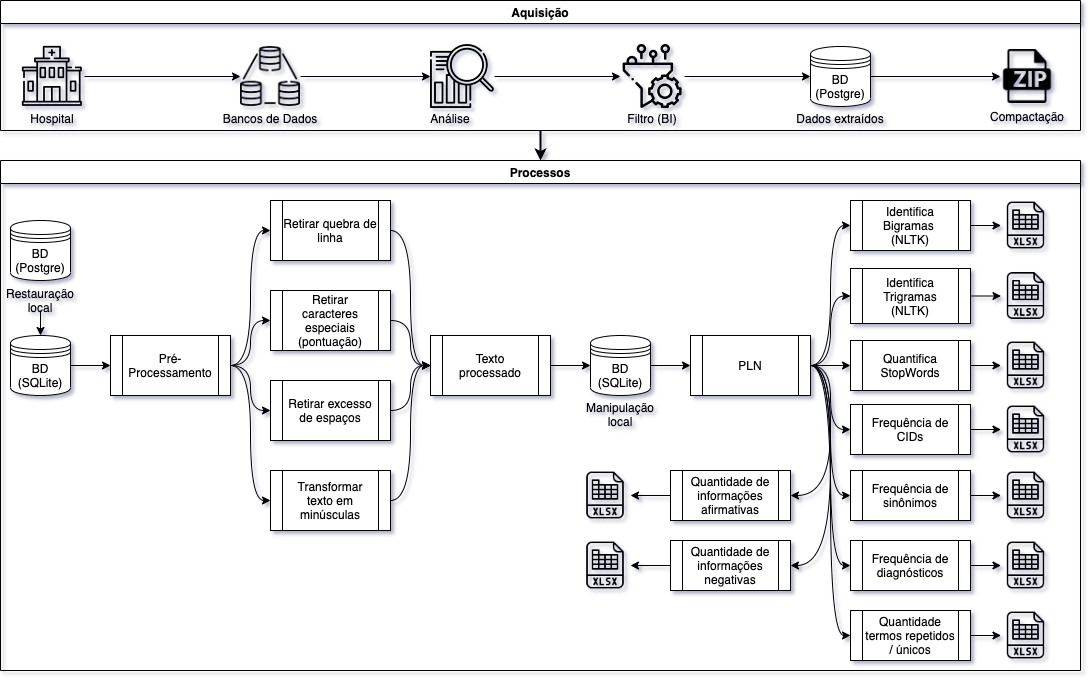 Aquisição
Hospital
Bancos de Dados
Análise
Filtro (BI)
BD
(Postgre)
Dados extraídos
ZIP
Compactação
Processos
BD
(Postgre)
Restauração
local
BD
(SQLite)
Pré-
Processamento
Retirar quebra de
linha
Retirar
caracteres
especiais
(pontuação)
Retirar excesso
de espaços
Transformar
texto em
minúsculas
Texto
processado
BD
(SQLite)
Manipulação
local
PLN
Identifica
Bigramas
(NLTK)
XLSX
Identifica
Trigramas
(NLTK)
XLSX
Quantifica
StopWords
XLSX
Frequência de
CIDs
XLSX
Quantidade de
informações
afirmativas
XLSX
Frequência de
sinônimos
XLSX
Quantidade de
informações
negativas
XLSX
Frequência de
diagnósticos
XLSX
Quantidade
termos repetidos
/ únicos
XLSX